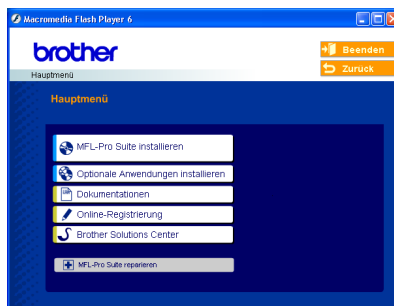 Macromedia Flash Player 6
brother
Beenden
Zurück
Hauptmenü
Hauptmenü
MFL-Pro Suite installieren
Optionale Anwendungen installieren
Dokumentationen
Online-Registrierung
Brother Solutions Center
MFL-Pro Suite reparieren